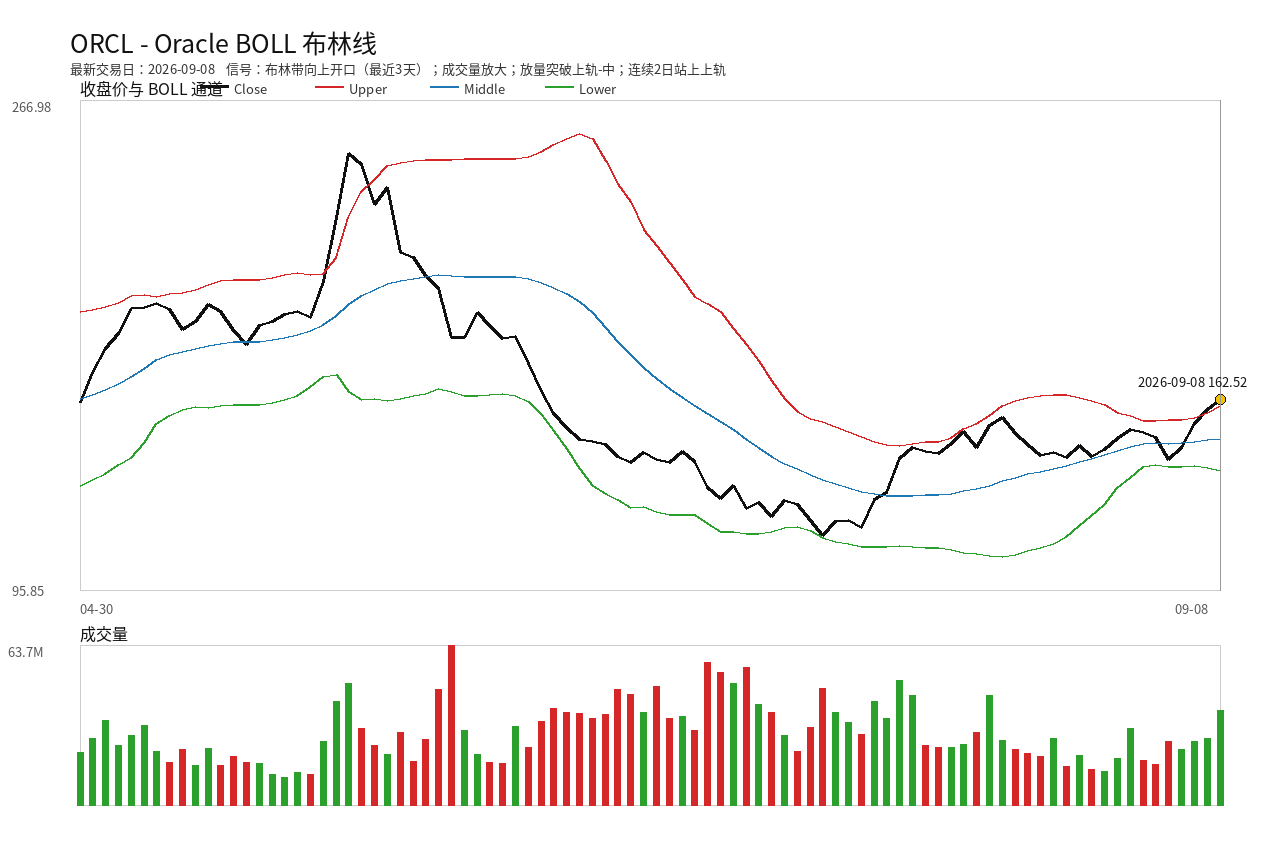 ORCL - Oracle BOLL 布林线
最新交易日：2026-09-08 信号：布林带向上开口（最近3天）；成交量放大；放量突破上轨-中；连续2日站上上轨
收盘价与 BOLL 通道 Close Upper Middle Lower
266.98
2026-09-08 162.52
95.85
04-30 09-08
成交量
63.7M